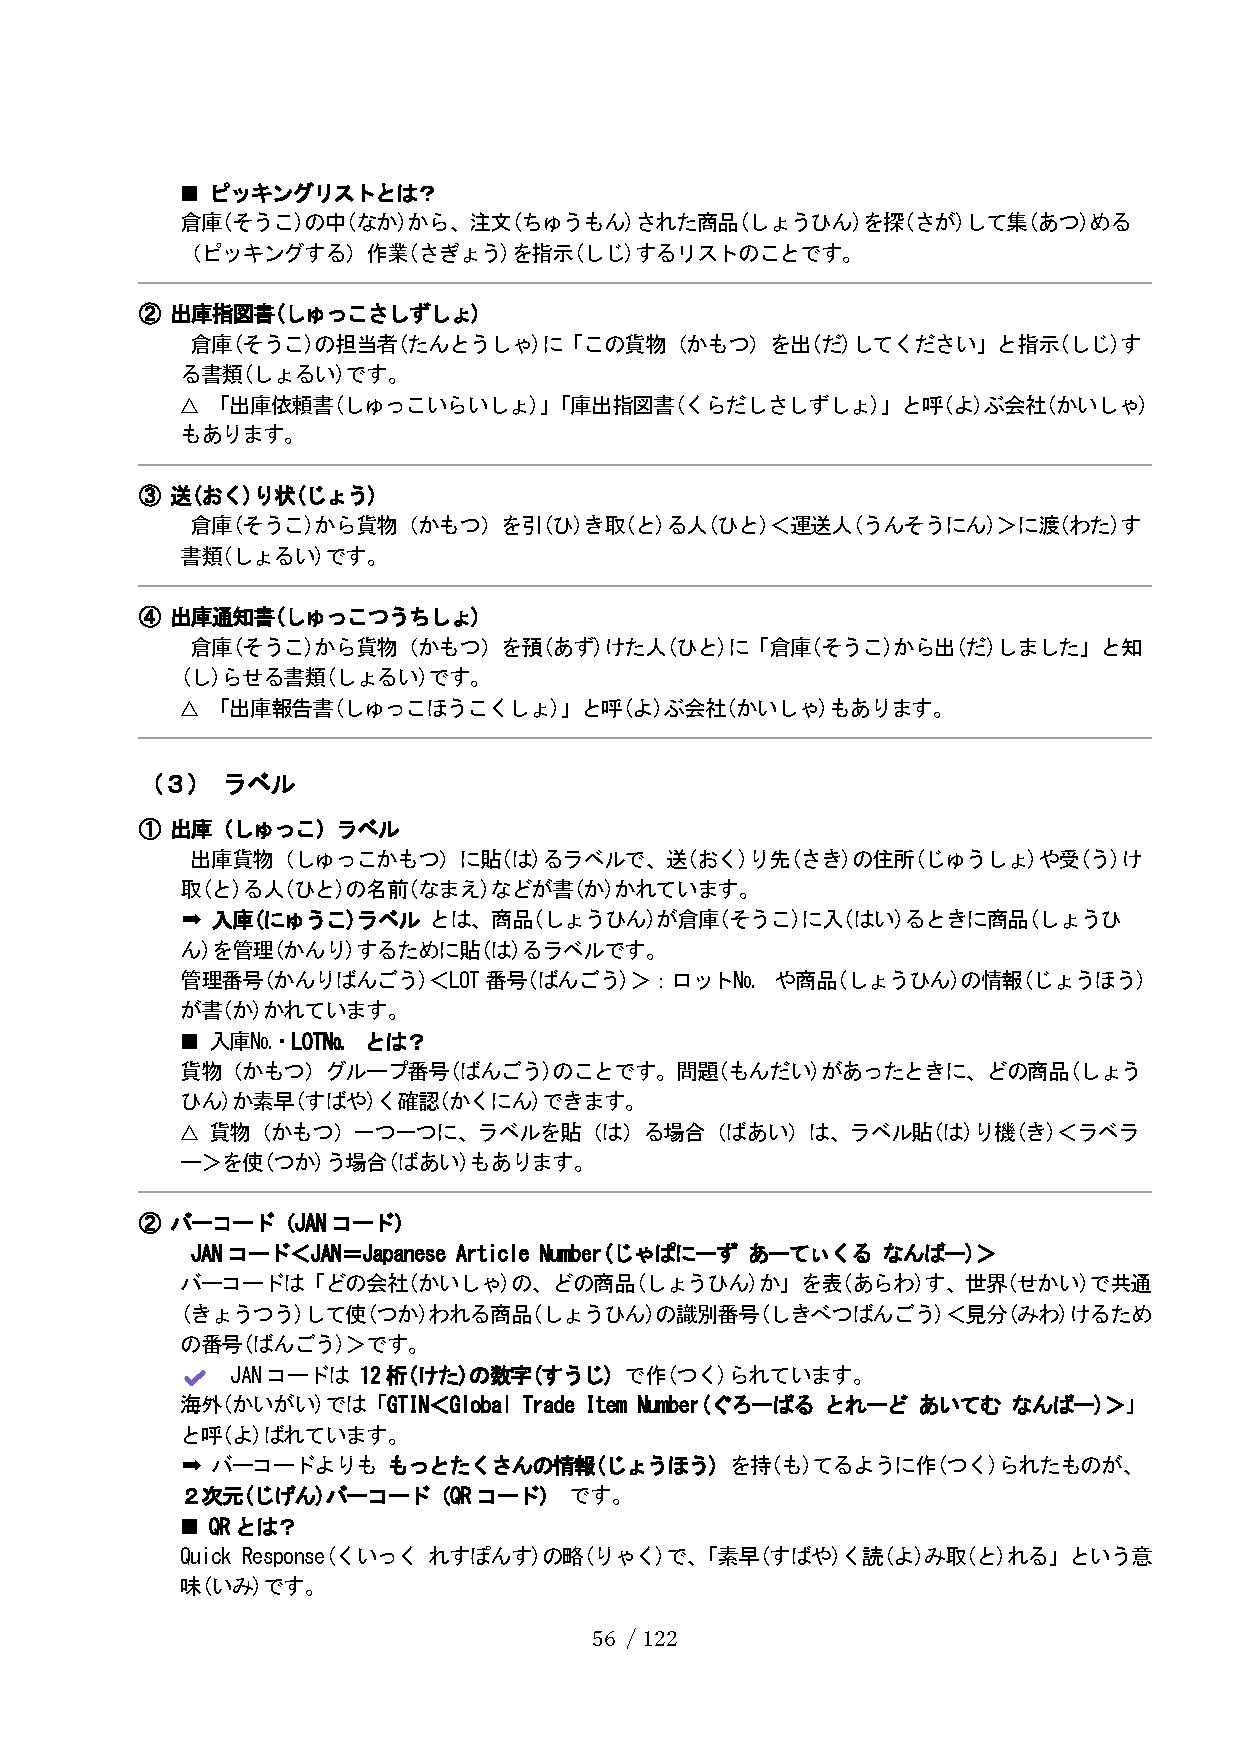 ■ ピッキングリストとは？
倉庫(そうこ)の中(なか)から、注文(ちゅうもん)された商品(しょうひん)を探(さが)して集(あつ)める
（ピッキングする）作業(さぎょう)を指示(しじ)するリストのことです。
② 出庫指図書(しゅっこさしずしょ)
倉庫(そうこ)の担当者(たんとうしゃ)に「この貨物（かもつ）を出(だ)してください」と指示(しじ)す
る書類(しょるい)です。
△ 「出庫依頼書(しゅっこいらいしょ)」「庫出指図書(くらだしさしずしょ)」と呼(よ)ぶ会社(かいしゃ)
もあります。
③ 送(おく)り状(じょう)
倉庫(そうこ)から貨物（かもつ）を引(ひ)き取(と)る人(ひと)＜運送人(うんそうにん)＞に渡(わた)す
書類(しょるい)です。
④ 出庫通知書(しゅっこつうちしょ)
倉庫(そうこ)から貨物（かもつ）を預(あず)けた人(ひと)に「倉庫(そうこ)から出(だ)しました」と知
(し)らせる書類(しょるい)です。
△ 「出庫報告書(しゅっこほうこくしょ)」と呼(よ)ぶ会社(かいしゃ)もあります。
（３） ラベル
① 出庫（しゅっこ）ラベル
出庫貨物（しゅっこかもつ）に貼(は)るラベルで、送(おく)り先(さき)の住所(じゅうしょ)や受(う)け
取(と)る人(ひと)の名前(なまえ)などが書(か)かれています。
➡ 入庫(にゅうこ)ラベル とは、商品(しょうひん)が倉庫(そうこ)に入(はい)るときに商品(しょうひ
ん)を管理(かんり)するために貼(は)るラベルです。
管理番号(かんりばんごう)＜LOT 番号(ばんごう)＞：ロット№ や商品(しょうひん)の情報(じょうほう)
が書(か)かれています。
■ 入庫№・LOT№ とは？
貨物（かもつ）グループ番号(ばんごう)のことです。問題(もんだい)があったときに、どの商品(しょう
ひん)か素早(すばや)く確認(かくにん)できます。
△ 貨物（かもつ）一つ一つに、ラベルを貼（は）る場合（ばあい）は、ラベル貼(は)り機(き)＜ラベラ
ー＞を使(つか)う場合(ばあい)もあります。
② バーコード（JAN コード)
JAN コード＜JAN＝Japanese Article Number(じゃぱにーず あーてぃくる なんばー)＞
バーコードは「どの会社(かいしゃ)の、どの商品(しょうひん)か」を表(あらわ)す、世界(せかい)で共通
(きょうつう)して使(つか)われる商品(しょうひん)の識別番号(しきべつばんごう)＜見分(みわ)けるため
の番号(ばんごう)＞です。
✓ JAN コードは 12 桁(けた)の数字(すうじ) で作(つく)られています。
海外(かいがい)では「GTIN＜Global Trade Item Number(ぐろーばる とれーど あいてむ なんばー)＞」
と呼(よ)ばれています。
➡ バーコードよりも もっとたくさんの情報(じょうほう) を持(も)てるように作(つく)られたものが、
２次元(じげん)バーコード（QR コード） です。
■ QR とは？
Quick Response(くいっく れすぽんす)の略(りゃく)で、「素早(すばや)く読(よ)み取(と)れる」という意
味(いみ)です。
56 / 122